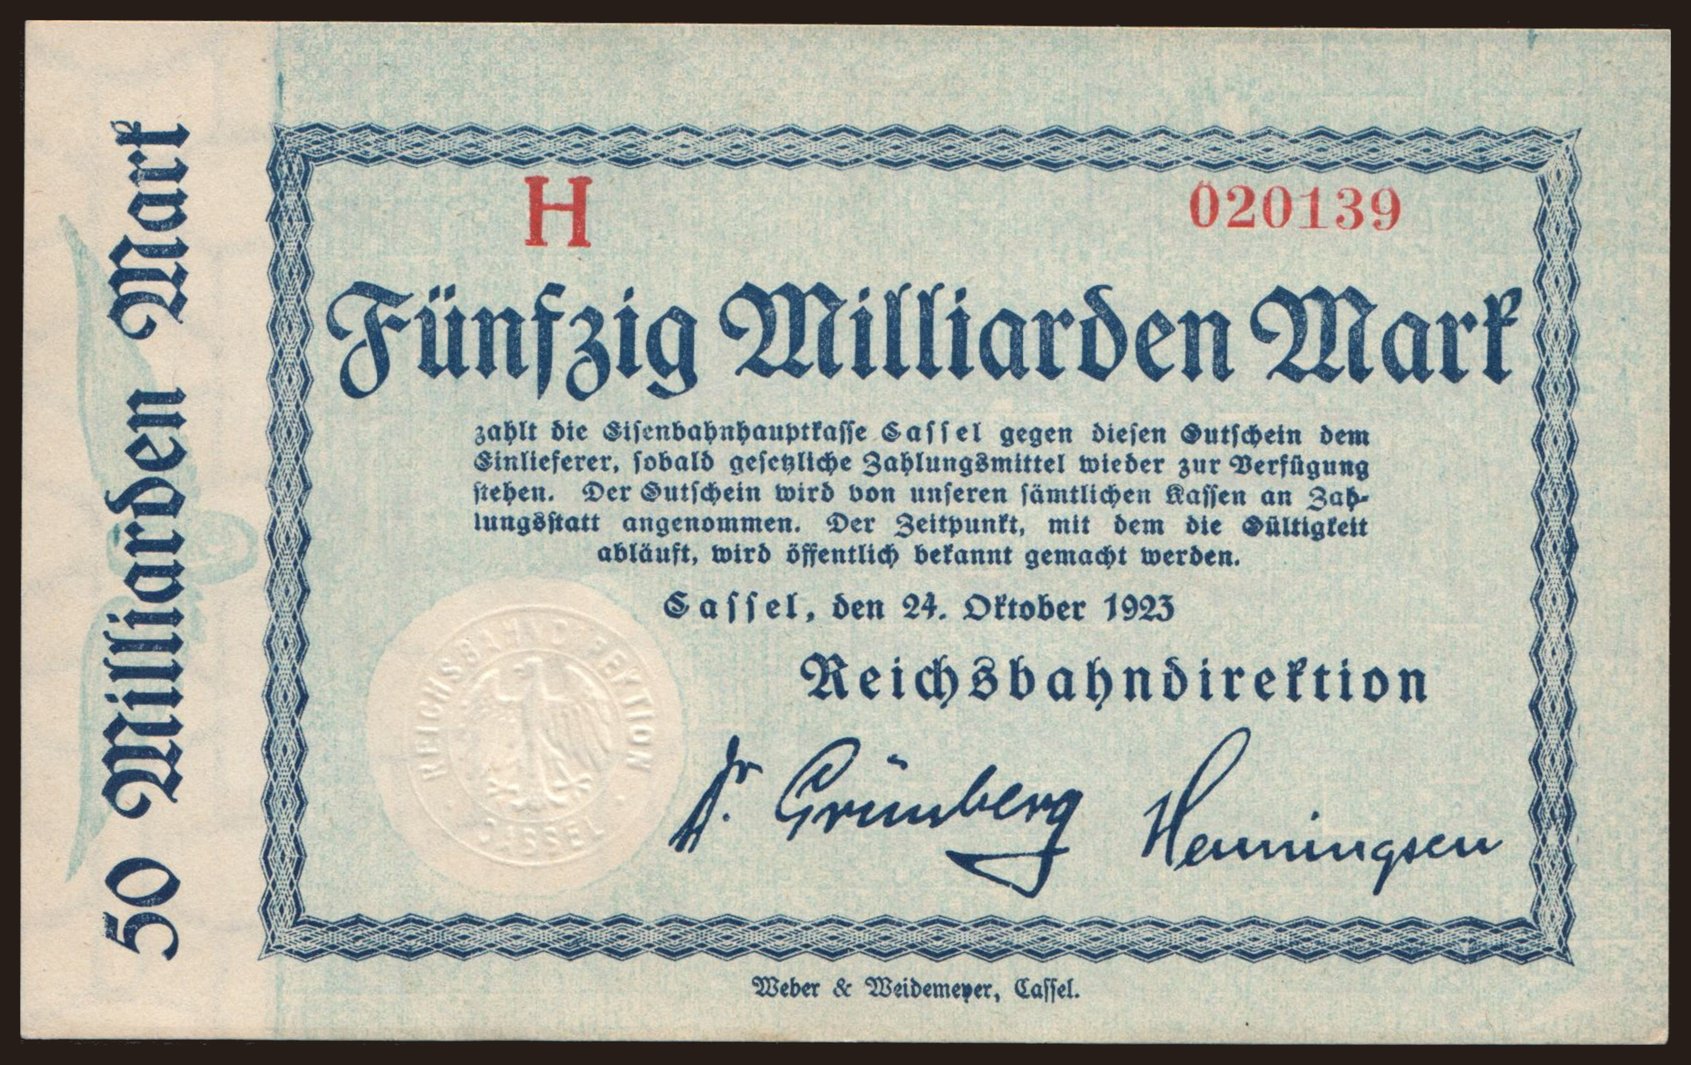 50 Milliarden Mark
H 020139
Fünfzig Milliarden Mark
zahlt die Eisenbahnhauptkasse Cassel gegen diesen Gutschein dem
Einlieferer, sobald gesetzliche Zahlungsmittel wieder zur Verfügung
stehen. Der Gutschein wird von unseren sämtlichen Kassen an Zah-
lungsstatt angenommen. Der Zeitpunkt, mit dem die Gültigkeit
abläuft, wird öffentlich bekannt gemacht werden.
Cassel, den 24. Oktober 1923
Reichsbahndirektion
REICHSBAHNDIREKTION
CASSEL
Dr. Grünberg Henningsen
Weber & Weidemeyer, Cassel.